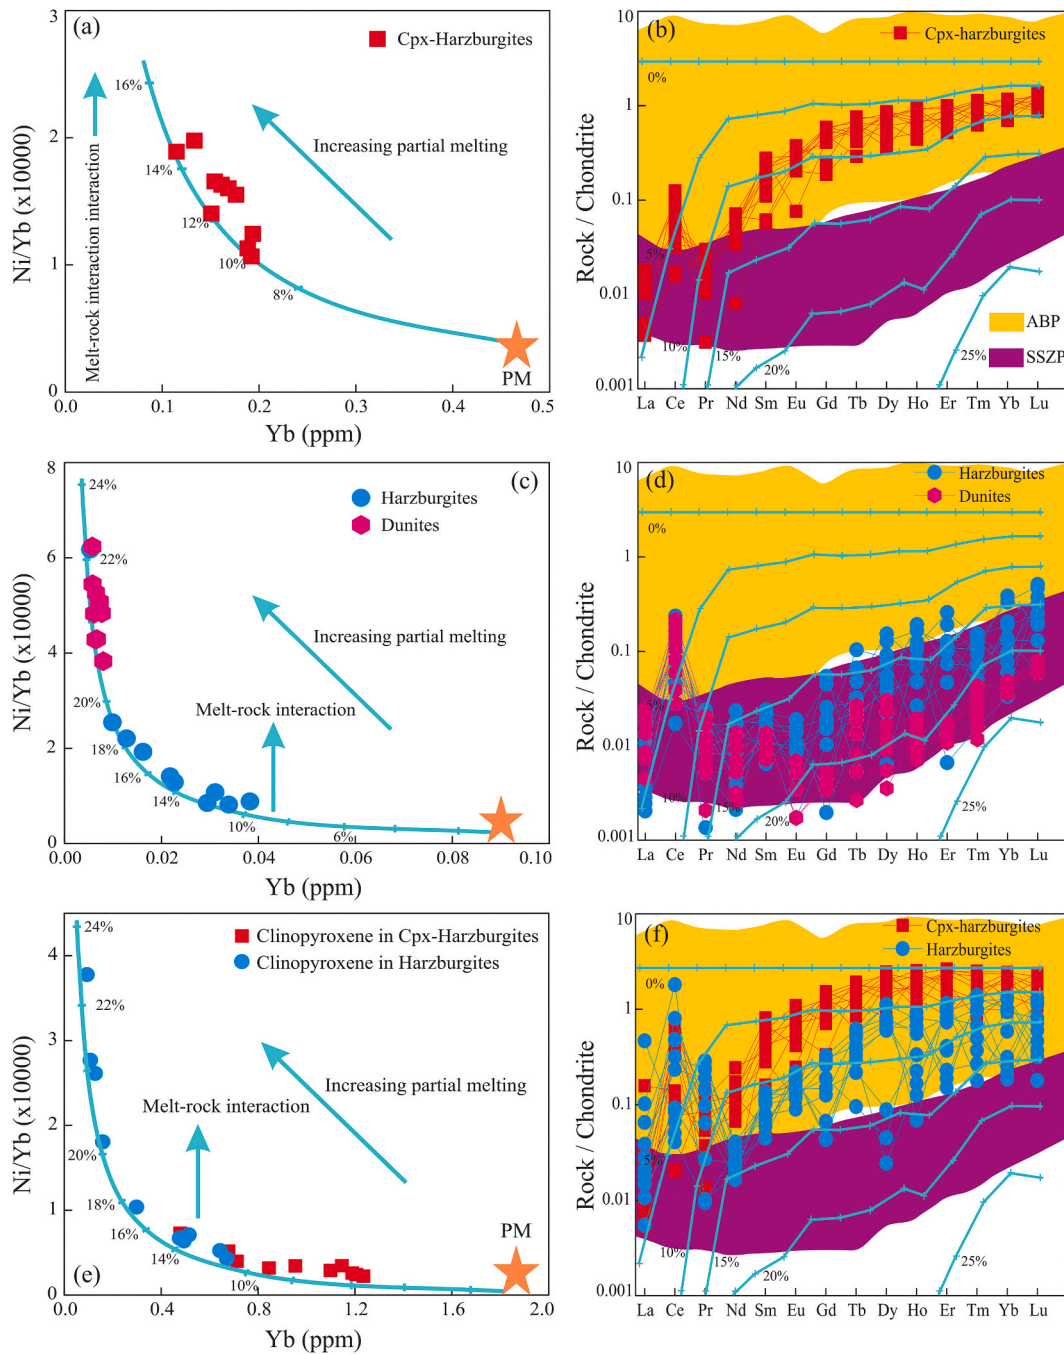 (a)
Cpx-Harzburgites
Ni/Yb (x10000)
3
2
1
0
Melt-rock interaction interaction
Increasing partial melting
16%
14%
12%
10%
8%
PM
0.0
0.1
0.2
0.3
0.4
0.5
Yb (ppm)
(b)
Cpx-harzburgites
Rock / Chondrite
10
1
0.1
0.01
0.001
0%
5%
10%
15%
20%
25%
ABP
SSZP
La Ce Pr Nd Sm Eu Gd Tb Dy Ho Er Tm Yb Lu
(c)
Harzburgites
Dunites
Ni/Yb (x10000)
8
6
4
2
0
24%
22%
20%
18%
16%
14%
10%
6%
Increasing partial melting
Melt-rock interaction
0.00
0.02
0.04
0.06
0.08
0.10
Yb (ppm)
(d)
Harzburgites
Dunites
Rock / Chondrite
10
1
0.1
0.01
0.001
0%
5%
10%
15%
20%
25%
La Ce Pr Nd Sm Eu Gd Tb Dy Ho Er Tm Yb Lu
Clinopyroxene in Cpx-Harzburgites
Clinopyroxene in Harzburgites
Ni/Yb (x10000)
4
3
2
1
0
24%
22%
20%
18%
16%
14%
10%
Increasing partial melting
Melt-rock interaction
PM
(e)
0.0
0.4
0.8
1.2
1.6
2.0
Yb (ppm)
(f)
Cpx-harzburgites
Harzburgites
Rock / Chondrite
10
1
0.1
0.01
0.001
0%
5%
10%
15%
20%
25%
La Ce Pr Nd Sm Eu Gd Tb Dy Ho Er Tm Yb Lu